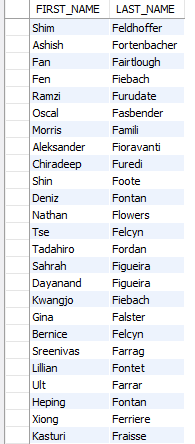 FIRST_NAME LAST_NAME
Shim Feldhoffer
Ashish Fortenbacher
Fan Fairtlough
Fen Fiebach
Ramzi Furudate
Oscal Fasbender
Morris Famili
Aleksander Fioravanti
Chiradeep Furedi
Shin Foote
Deniz Fontan
Nathan Flowers
Tse Felcyn
Tadahiro Fordan
Sahrah Figueira
Dayanand Figueira
Kwangjo Fiebach
Gina Falster
Bernice Felcyn
Sreenivas Farrag
Lillian Fontet
Ult Farrar
Heping Fontan
Xiong Ferriere
Kasturi Fraisse